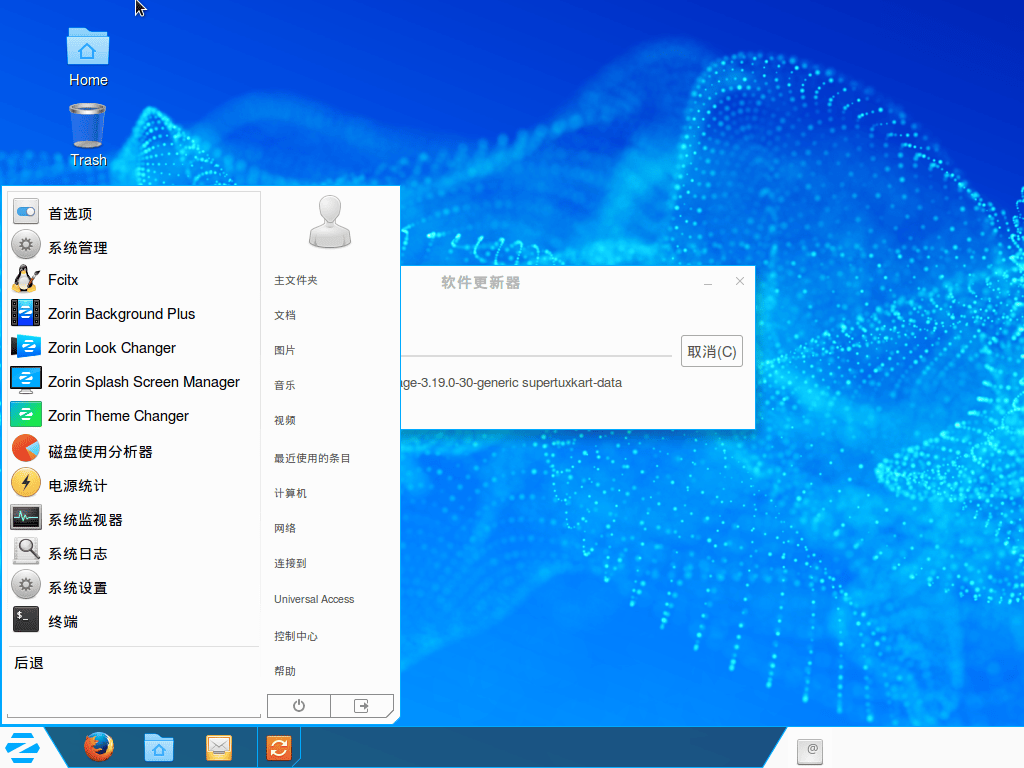 Home
Trash
首选项
系统管理
Fcitx
Zorin Background Plus
Zorin Look Changer
Zorin Splash Screen Manager
Zorin Theme Changer
磁盘使用分析器
电源统计
系统监视器
系统日志
系统设置
终端
后退
主文件夹
文档
图片
音乐
视频
最近使用的条目
计算机
网络
连接到
Universal Access
控制中心
帮助
软件更新器
取消(C)
age-3.19.0-30-generic supertuxkart-data